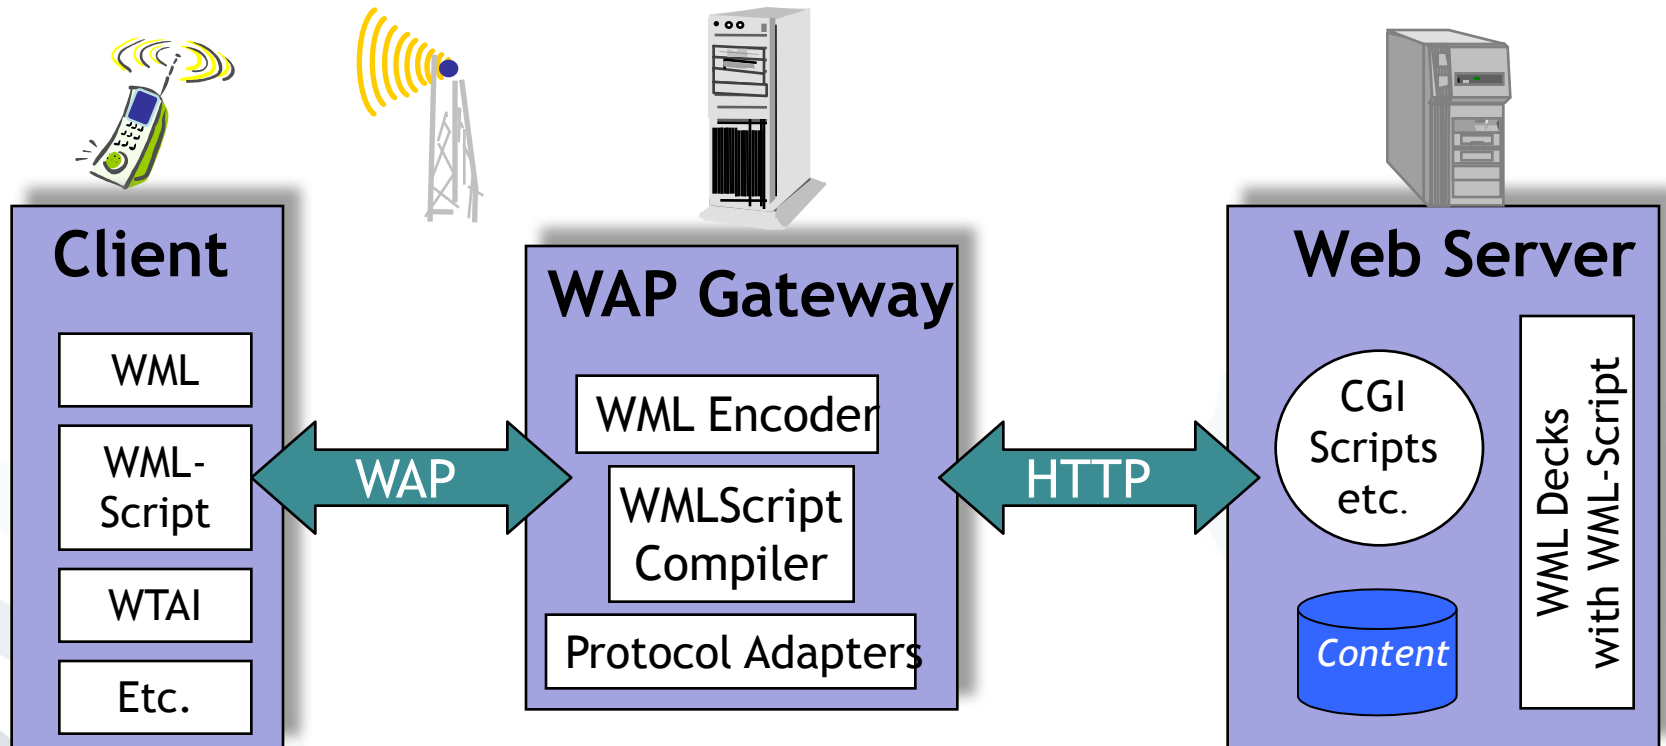 Client
WML
WML-
Script
WTAI
Etc.
WAP
WAP Gateway
WML Encoder
WMLScript
Compiler
Protocol Adapters
HTTP
Web Server
CGI
Scripts
etc.
Content
WML Decks
with WML-Script